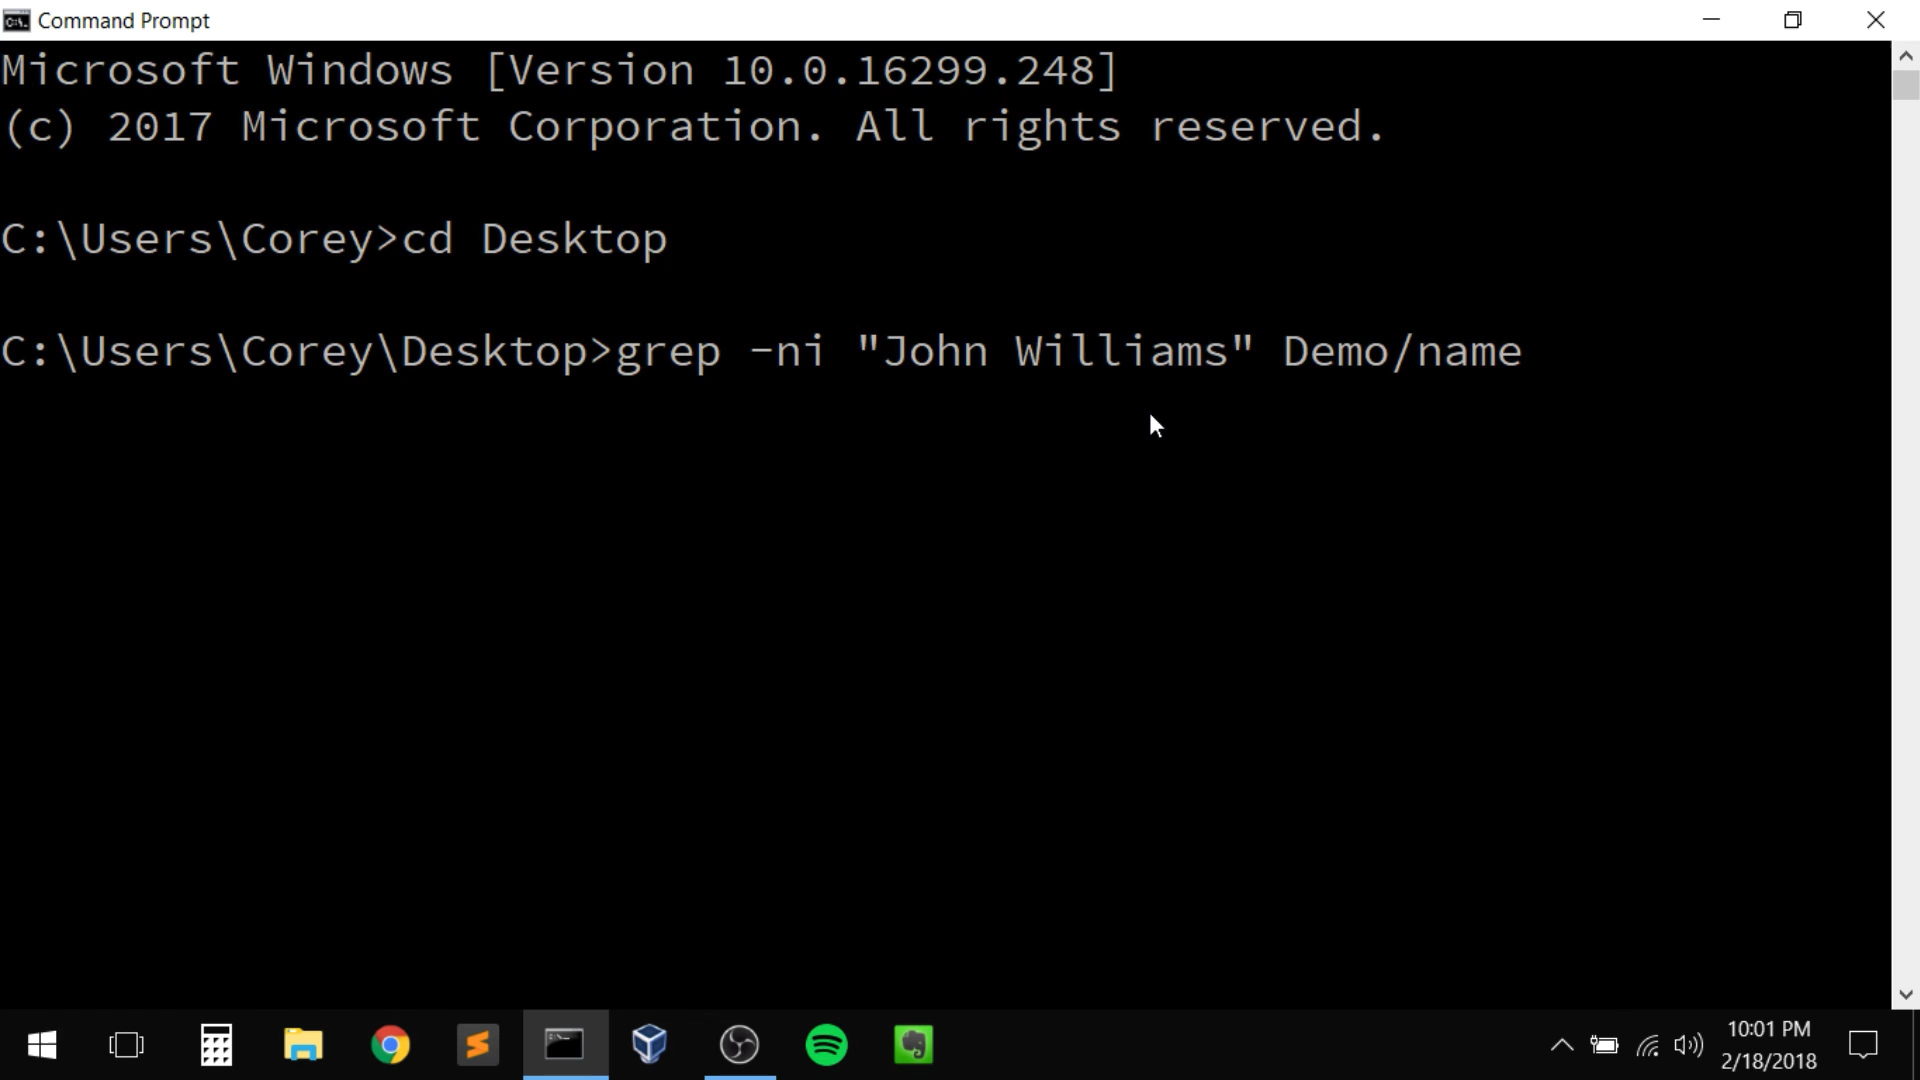 Command Prompt
Microsoft Windows [Version 10.0.16299.248]
(c) 2017 Microsoft Corporation. All rights reserved.
C:\Users\Corey>cd Desktop
C:\Users\Corey\Desktop>grep -ni "John Williams" Demo/name
10:01 PM
2/18/2018